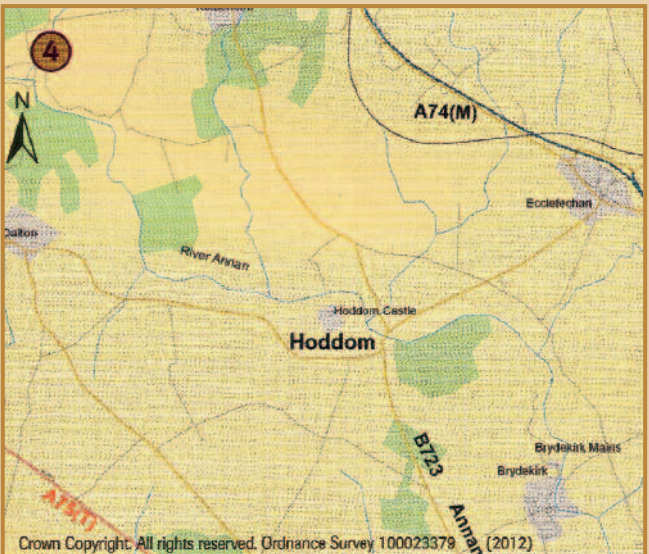 4
N
A74(M)
Ecclefechan
Dalton
River Annan
Hoddom Castle
Hoddom
B723
Brydekirk Mains
Brydekirk
A75(T)
Annan
Crown Copyright. All rights reserved. Ordnance Survey 100023379 (2012)